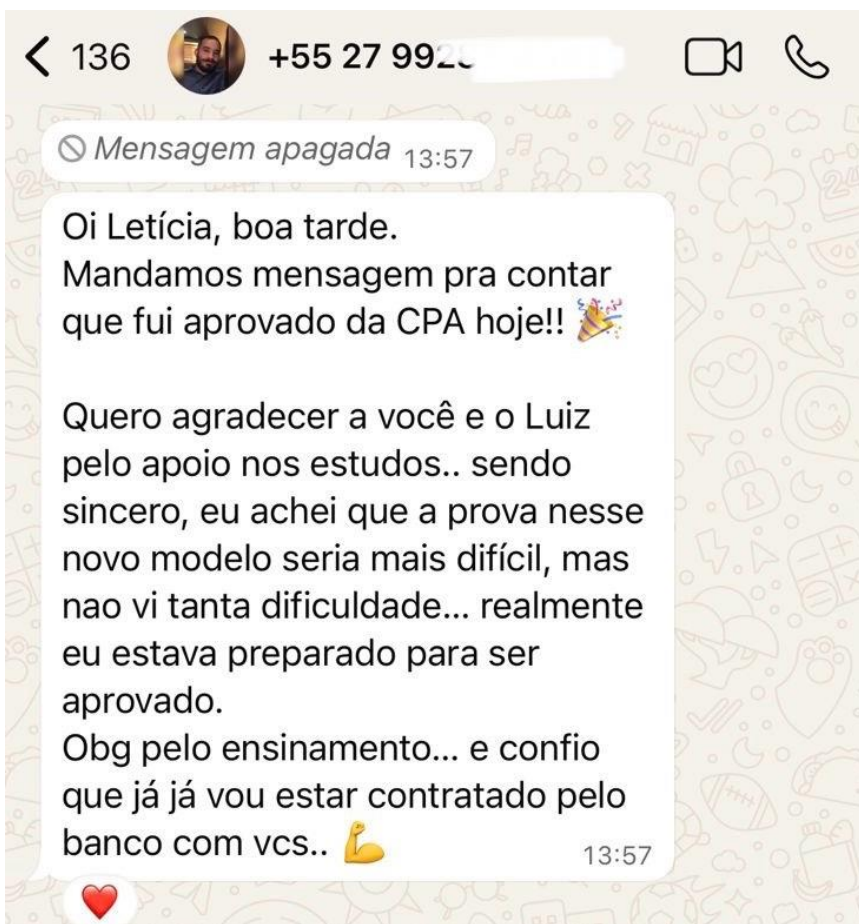 136
+55 27 992
Mensagem apagada 13:57
Oi Letícia, boa tarde.
Mandamos mensagem pra contar
que fui aprovado da CPA hoje!! 🎉
Quero agradecer a você e o Luiz
pelo apoio nos estudos.. sendo
sincero, eu achei que a prova nesse
novo modelo seria mais difícil, mas
nao vi tanta dificuldade... realmente
eu estava preparado para ser
aprovado.
Obg pelo ensinamento... e confio
que já já vou estar contratado pelo
banco com vcs.. 💪
13:57
❤️